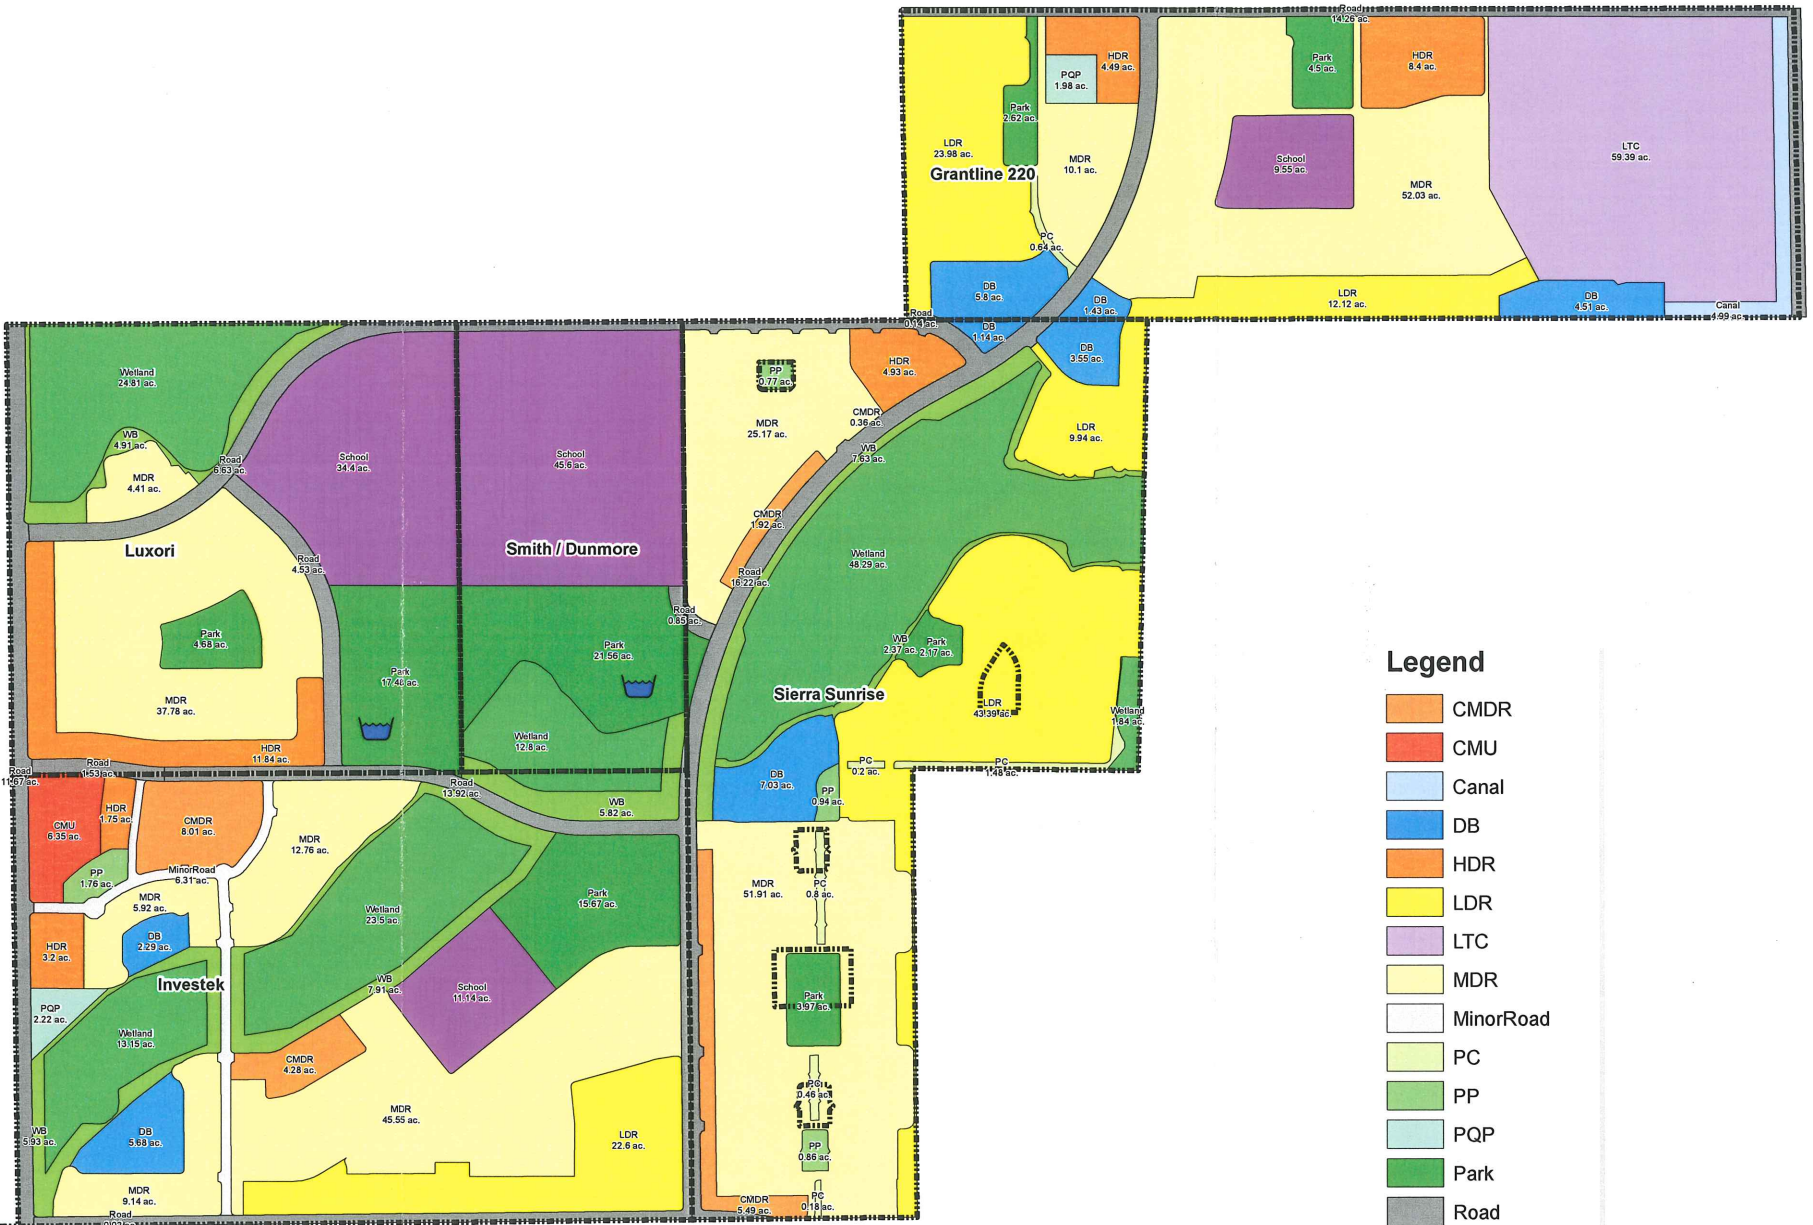 Road
14.26 ac.
HDR
4.49 ac.
PQP
1.98 ac.
Park
2.62 ac.
LDR
23.98 ac.
Grantline 220
MDR
10.1 ac.
Park
4.5 ac.
HDR
8.4 ac.
School
9.55 ac.
MDR
52.03 ac.
LTC
59.39 ac.
PC
0.64 ac.
DB
5.8 ac.
DB
1.43 ac.
LDR
12.12 ac.
DB
4.51 ac.
Canal
4.99 ac.
Road
0.14 ac.
DB
1.14 ac.
DB
3.55 ac.
Wetland
24.81 ac.
WB
4.91 ac.
MDR
4.41 ac.
Road
6.63 ac.
School
34.4 ac.
School
45.6 ac.
PP
0.77 ac.
HDR
4.93 ac.
CMDR
0.36 ac.
MDR
25.17 ac.
WB
7.63 ac.
LDR
9.94 ac.
CMDR
1.92 ac.
Luxori
Smith / Dunmore
Road
4.53 ac.
Wetland
48.29 ac.
Road
16.22 ac.
Road
0.85 ac.
Park
4.68 ac.
Park
17.48 ac.
Park
21.56 ac.
WB
2.37 ac.
Park
2.17 ac.
Sierra Sunrise
MDR
37.78 ac.
LDR
43.39 ac.
Wetland
1.84 ac.
Wetland
12.8 ac.
HDR
11.84 ac.
Road
1.53 ac.
Road
11.67 ac.
Road
13.92 ac.
WB
5.82 ac.
DB
7.03 ac.
PP
0.94 ac.
PC
0.2 ac.
PC
1.48 ac.
CMU
6.35 ac.
HDR
1.75 ac.
CMDR
8.01 ac.
MDR
12.76 ac.
PP
1.76 ac.
MinorRoad
6.31 ac.
MDR
5.92 ac.
DB
2.29 ac.
HDR
3.2 ac.
Wetland
23.5 ac.
Park
15.67 ac.
MDR
51.91 ac.
PC
0.8 ac.
Investek
WB
7.91 ac.
School
11.14 ac.
Park
3.97 ac.
PQP
2.22 ac.
Wetland
13.15 ac.
CMDR
4.28 ac.
PC
0.46 ac.
MDR
45.55 ac.
LDR
22.6 ac.
WB
5.93 ac.
DB
5.68 ac.
PP
0.86 ac.
MDR
9.14 ac.
Road
CMDR
5.49 ac.
PC
0.18 ac.
Legend
CMDR
CMU
Canal
DB
HDR
LDR
LTC
MDR
MinorRoad
PC
PP
PQP
Park
Road